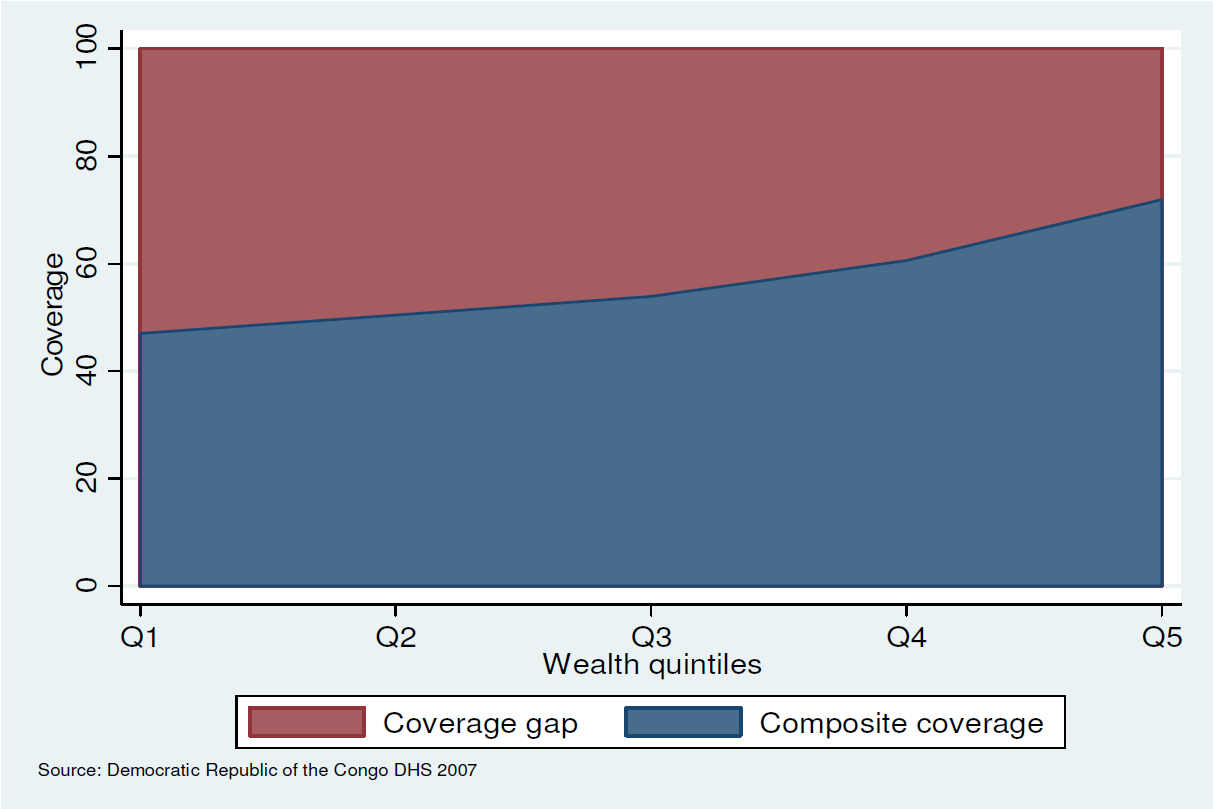 100
80
60
40
20
0
Coverage
Q1 Q2 Q3 Q4 Q5
Wealth quintiles
Coverage gap Composite coverage
Source: Democratic Republic of the Congo DHS 2007